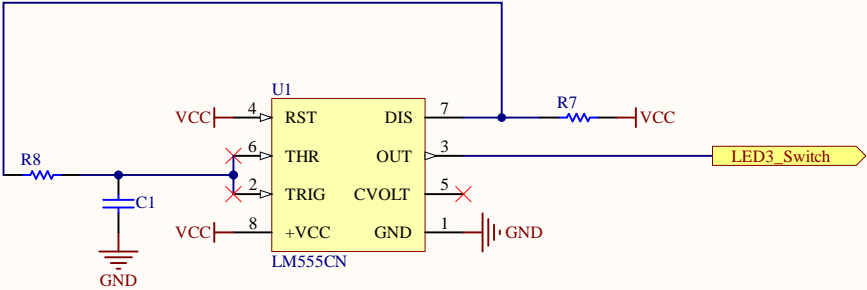 U1
VCC 4 RST DIS 7 R7 VCC
6 THR OUT 3 LED3_Switch
R8
2 TRIG CVOLT 5
C1
VCC 8 +VCC GND 1 GND
LM555CN
GND